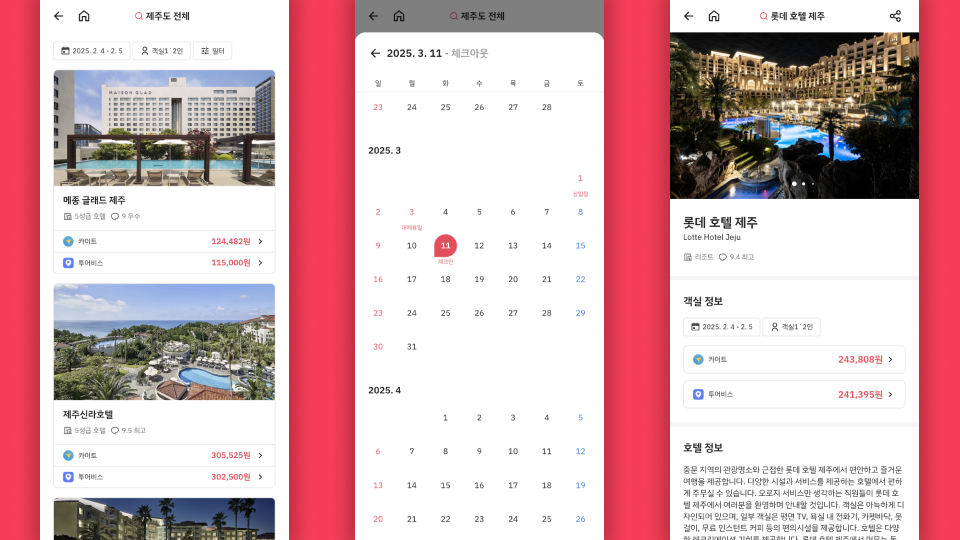 제주도 전체
2025. 2. 4 - 2. 5
객실1˙2인
필터
MAISON GLAD
메종 글래드 제주
5성급 호텔
9 우수
카이트
124,482원
투어비스
115,000원
제주신라호텔
5성급 호텔
9.5 최고
카이트
305,525원
투어비스
302,500원
제주도 전체
2025. 3. 11 - 체크아웃
일 월 화 수 목 금 토
23 24 25 26 27 28
2025. 3
1
삼일절
2 3 4 5 6 7 8
대체휴일
9 10 11 12 13 14 15
체크인
16 17 18 19 20 21 22
23 24 25 26 27 28 29
30 31
2025. 4
1 2 3 4 5
6 7 8 9 10 11 12
13 14 15 16 17 18 19
20 21 22 23 24 25 26
롯데 호텔 제주
롯데 호텔 제주
Lotte Hotel Jeju
리조트
9.4 최고
객실 정보
2025. 2. 4 - 2. 5
객실1˙2인
카이트
243,808원
투어비스
241,395원
호텔 정보
중문 지역의 관광명소와 근접한 롯데 호텔 제주에서 편안하고 즐거운
여행을 제공합니다. 다양한 시설과 서비스를 제공하는 호텔에서 편하
게 주무실 수 있습니다. 오로지 서비스만 생각하는 직원들이 롯데 호
텔 제주에서 여러분을 환영하며 안내할 것입니다. 객실은 아늑하게 디
자인되어 있으며, 일부 객실은 평면 TV, 욕실 내 전화기, 카펫바닥, 옷
걸이, 무료 인스턴트 커피 등의 편의시설을 제공합니다. 호텔은 다양